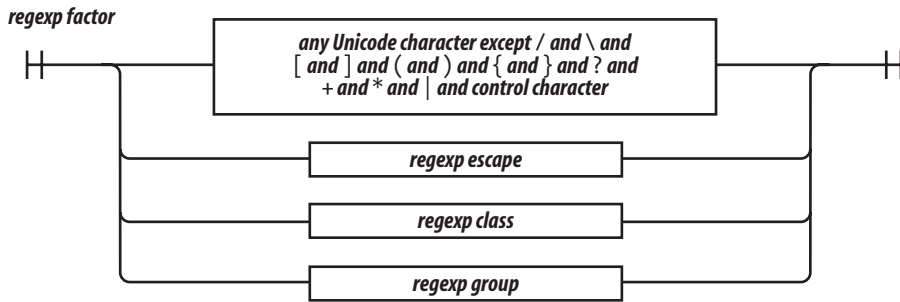 regexp factor
any Unicode character except / and \ and
[ and ] and ( and ) and { and } and ? and
+ and * and | and control character
regexp escape
regexp class
regexp group